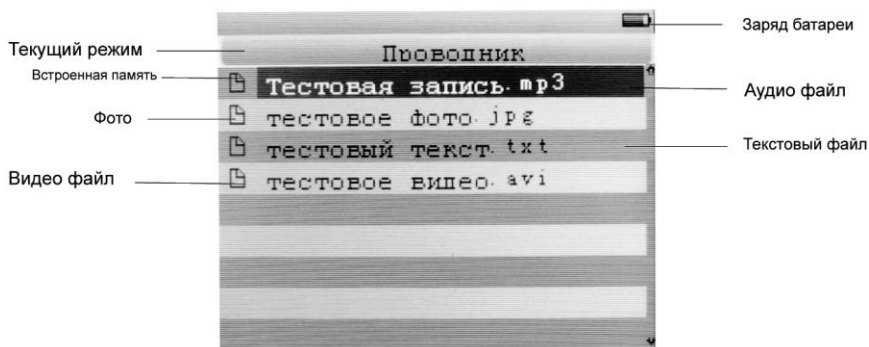 Заряд батареи
Текущий режим
Проводник
Встроенная память
Тестовая запись.mp3
Аудио файл
Фото
тестовое фото.jpg
тестовый текст.txt
Текстовый файл
Видео файл
тестовое видео.avi